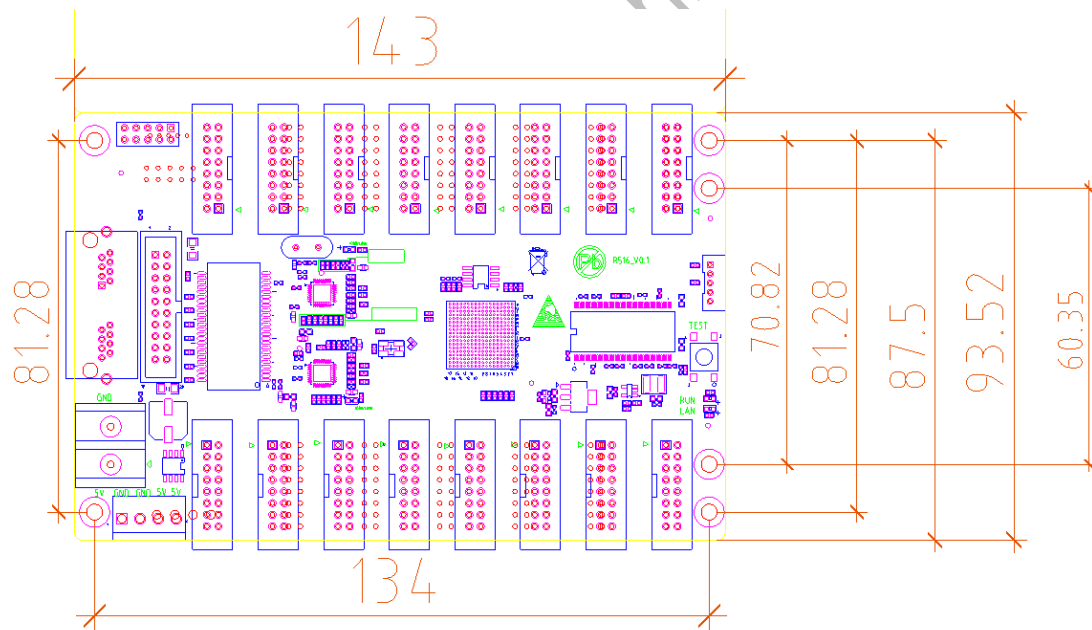 143
R516_V0.1
81.28
TEST
70.82
81.28
87.5
93.52
60.35
GND
RUN
LAN
5V GND GND 5V 5V
134